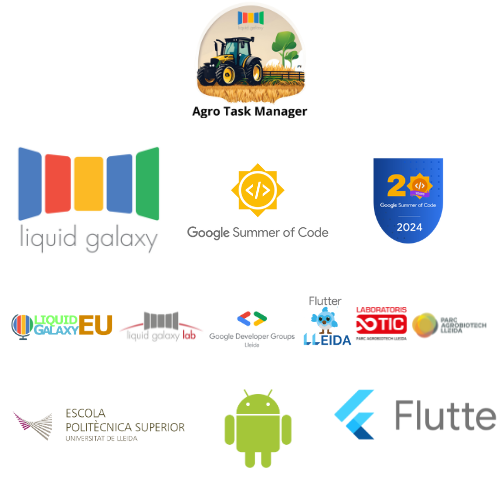 liquid galaxy
Agro Task Manager
liquid galaxy
Google Summer of Code
20
Google Summer of Code
2024
LIQUID
GALAXY EU
liquid galaxy lab
Google Developer Groups
Lleida
Flutter
LLEIDA
LABORATORIS
TIC
PARC AGROBIOTECH LLEIDA
PARC
AGROBIOTECH
LLEIDA
ESCOLA
POLITÈCNICA SUPERIOR
UNIVERSITAT DE LLEIDA
Flutte